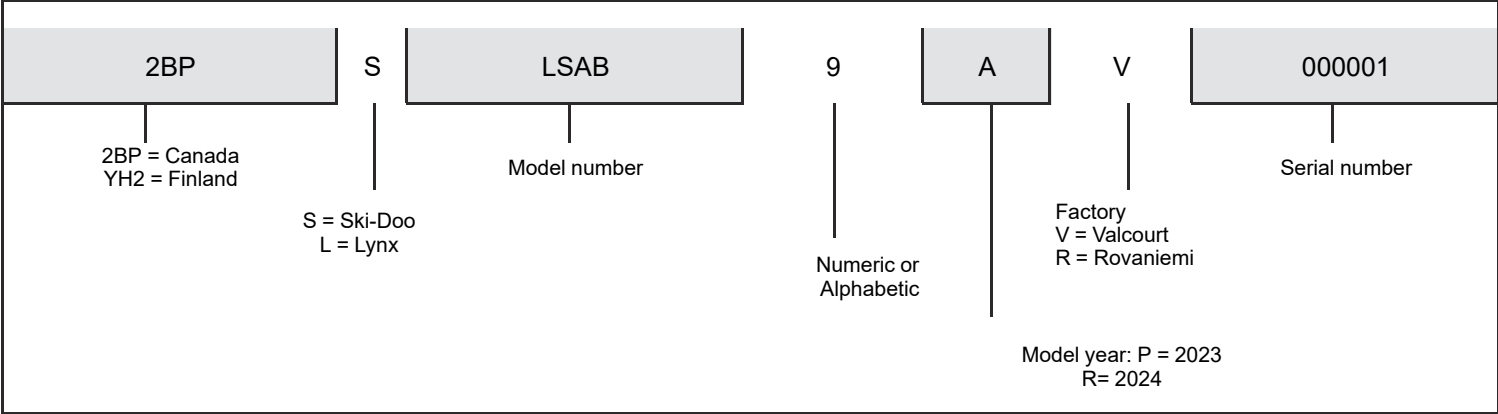 2BP S LSAB 9 A V 000001
2BP = Canada
YH2 = Finland
Model number
Serial number
S = Ski-Doo
L = Lynx
Factory
V = Valcourt
R = Rovaniemi
Numeric or
Alphabetic
Model year: P = 2023
R= 2024